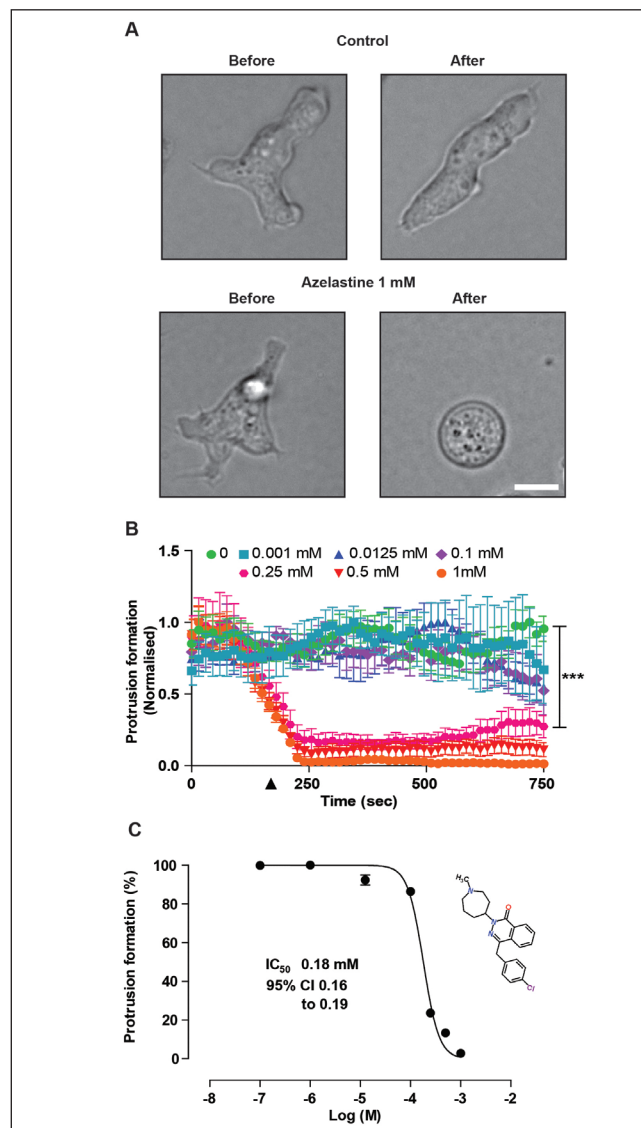 A
Control
Before After
Azelastine 1 mM
Before After
B
0 0.001 mM 0.0125 mM 0.1 mM
0.25 mM 0.5 mM 1mM
Protrusion formation
(Normalised)
1.5
1.0
0.5
0.0
***
0 250 500 750
Time (sec)
C
Protrusion formation (%)
100
80
60
40
20
0
IC50 0.18 mM
95% CI 0.16
to 0.19
H3C
N
O
N
N
Cl
-8 -7 -6 -5 -4 -3 -2
Log (M)